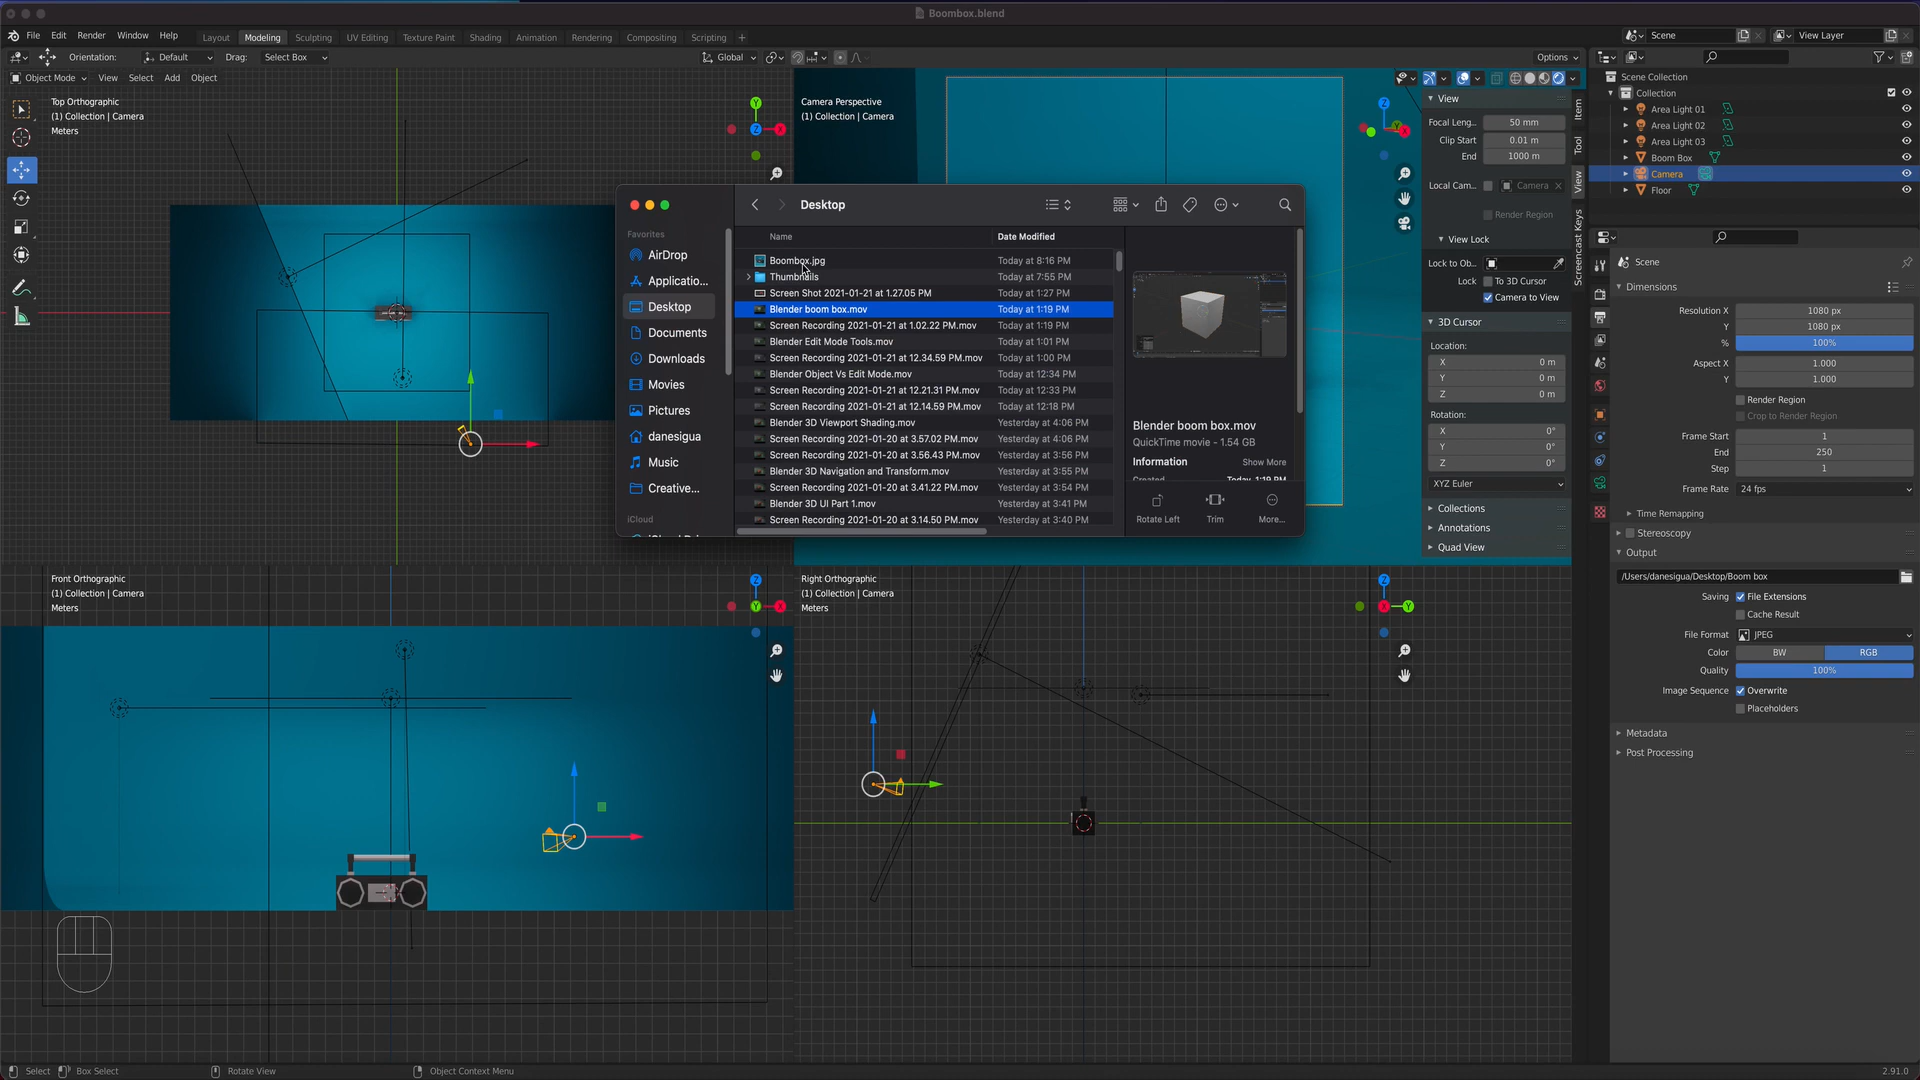 Boombox.blend
File Edit Render Window Help
Layout Modeling Sculpting UV Editing Texture Paint Shading Animation Rendering Compositing Scripting +
Scene View Layer
Orientation: Default Drag: Select Box Global Options
Object Mode View Select Add Object
Top Orthographic
(1) Collection | Camera
Meters
Camera Perspective
(1) Collection | Camera
View
Focal Leng... 50 mm
Clip Start 0.01 m
End 1000 m
Local Cam... Camera
Render Region
View Lock
Lock to Ob...
Lock To 3D Cursor
Camera to View
3D Cursor
Location:
X 0 m
Y 0 m
Z 0 m
Rotation:
X 0°
Y 0°
Z 0°
XYZ Euler
Collections
Annotations
Quad View
Item
Tool
View
Screencast Keys
Scene Collection
Collection
Area Light 01
Area Light 02
Area Light 03
Boom Box
Camera
Floor
Scene
Dimensions
Resolution X 1080 px
Y 1080 px
% 100%
Aspect X 1.000
Y 1.000
Render Region
Crop to Render Region
Frame Start 1
End 250
Step 1
Frame Rate 24 fps
Time Remapping
Stereoscopy
Output
/Users/danesigua/Desktop/Boom box
Saving File Extensions
Cache Result
File Format JPEG
Color BW RGB
Quality 100%
Image Sequence Overwrite
Placeholders
Metadata
Post Processing
Desktop
Favorites
AirDrop
Applicatio...
Desktop
Documents
Downloads
Movies
Pictures
danesigua
Music
Creative...
iCloud
Name Date Modified
Boombox.jpg Today at 8:16 PM
Thumbnails Today at 7:55 PM
Screen Shot 2021-01-21 at 1.27.05 PM Today at 1:27 PM
Blender boom box.mov Today at 1:19 PM
Screen Recording 2021-01-21 at 1.02.22 PM.mov Today at 1:19 PM
Blender Edit Mode Tools.mov Today at 1:01 PM
Screen Recording 2021-01-21 at 12.34.59 PM.mov Today at 1:00 PM
Blender Object Vs Edit Mode.mov Today at 12:34 PM
Screen Recording 2021-01-21 at 12.21.31 PM.mov Today at 12:33 PM
Screen Recording 2021-01-21 at 12.14.59 PM.mov Today at 12:18 PM
Blender 3D Viewport Shading.mov Yesterday at 4:06 PM
Screen Recording 2021-01-20 at 3.57.02 PM.mov Yesterday at 4:06 PM
Screen Recording 2021-01-20 at 3.56.43 PM.mov Yesterday at 3:56 PM
Blender 3D Navigation and Transform.mov Yesterday at 3:55 PM
Screen Recording 2021-01-20 at 3.41.22 PM.mov Yesterday at 3:54 PM
Blender 3D UI Part 1.mov Yesterday at 3:41 PM
Screen Recording 2021-01-20 at 3.14.50 PM.mov Yesterday at 3:40 PM
Blender boom box.mov
QuickTime movie - 1.54 GB
Information Show More
Created Today, 1:19 PM
Rotate Left Trim More...
Front Orthographic
(1) Collection | Camera
Meters
Right Orthographic
(1) Collection | Camera
Meters
Select Box Select Rotate View Object Context Menu 2.91.0